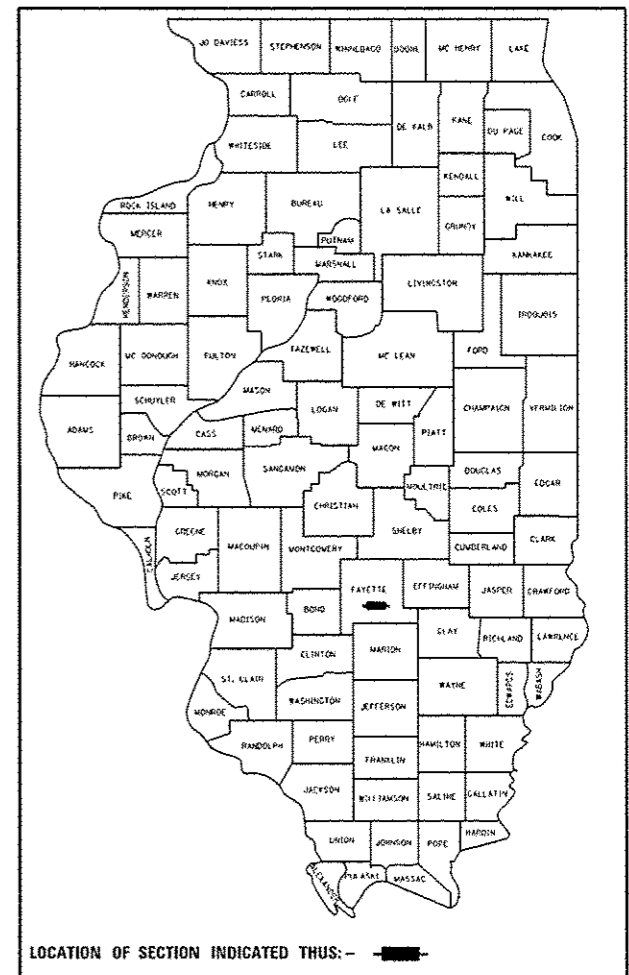 JO DAVIESS STEPHENSON WINNEBAGO BOONE MC HENRY LAKE
CARROLL OGLE DE KALB KANE DU PAGE COOK
WHITESIDE LEE
KENDALL
ROCK ISLAND HENRY BUREAU LA SALLE GRUNDY WILL
MERCER PUTNAM
STARK MARSHALL KANKAKEE
HENDERSON WARREN KNOX PEORIA WOODFORD LIVINGSTON IROQUOIS
HANCOCK MC DONOUGH FULTON TAZEWELL MC LEAN FORD
SCHUYLER MASON
ADAMS BROWN CASS MENARD LOGAN DE WITT PIATT CHAMPAIGN VERMILION
MACON
PIKE SCOTT MORGAN SANGAMON CHRISTIAN MOULTRIE DOUGLAS EDGAR
COLES
CALHOUN GREENE MACOUPIN MONTGOMERY SHELBY CUMBERLAND CLARK
JERSEY FAYETTE EFFINGHAM JASPER CRAWFORD
MADISON BOND
CLAY RICHLAND LAWRENCE
CLINTON MARION
ST. CLAIR WAYNE EDWARDS WABASH
WASHINGTON JEFFERSON
MONROE
RANDOLPH PERRY HAMILTON WHITE
FRANKLIN
JACKSON WILLIAMSON SALINE GALLATIN
UNION JOHNSON POPE HARDIN
ALEXANDER PULASKI MASSAC
LOCATION OF SECTION INDICATED THUS: –